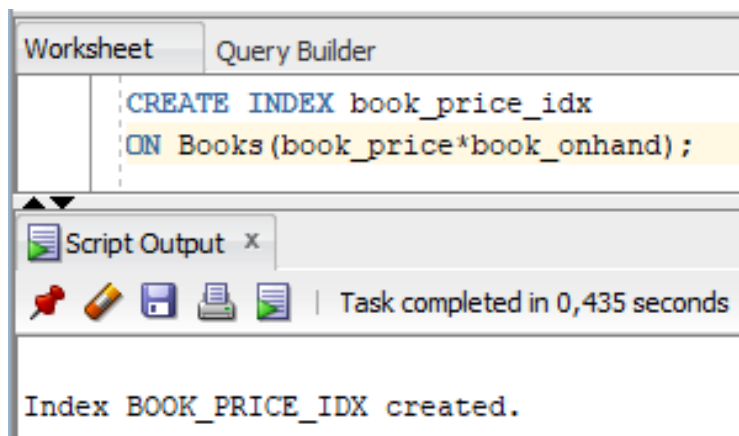 Worksheet Query Builder
CREATE INDEX book_price_idx
ON Books(book_price*book_onhand);
Script Output x
Task completed in 0,435 seconds
Index BOOK_PRICE_IDX created.